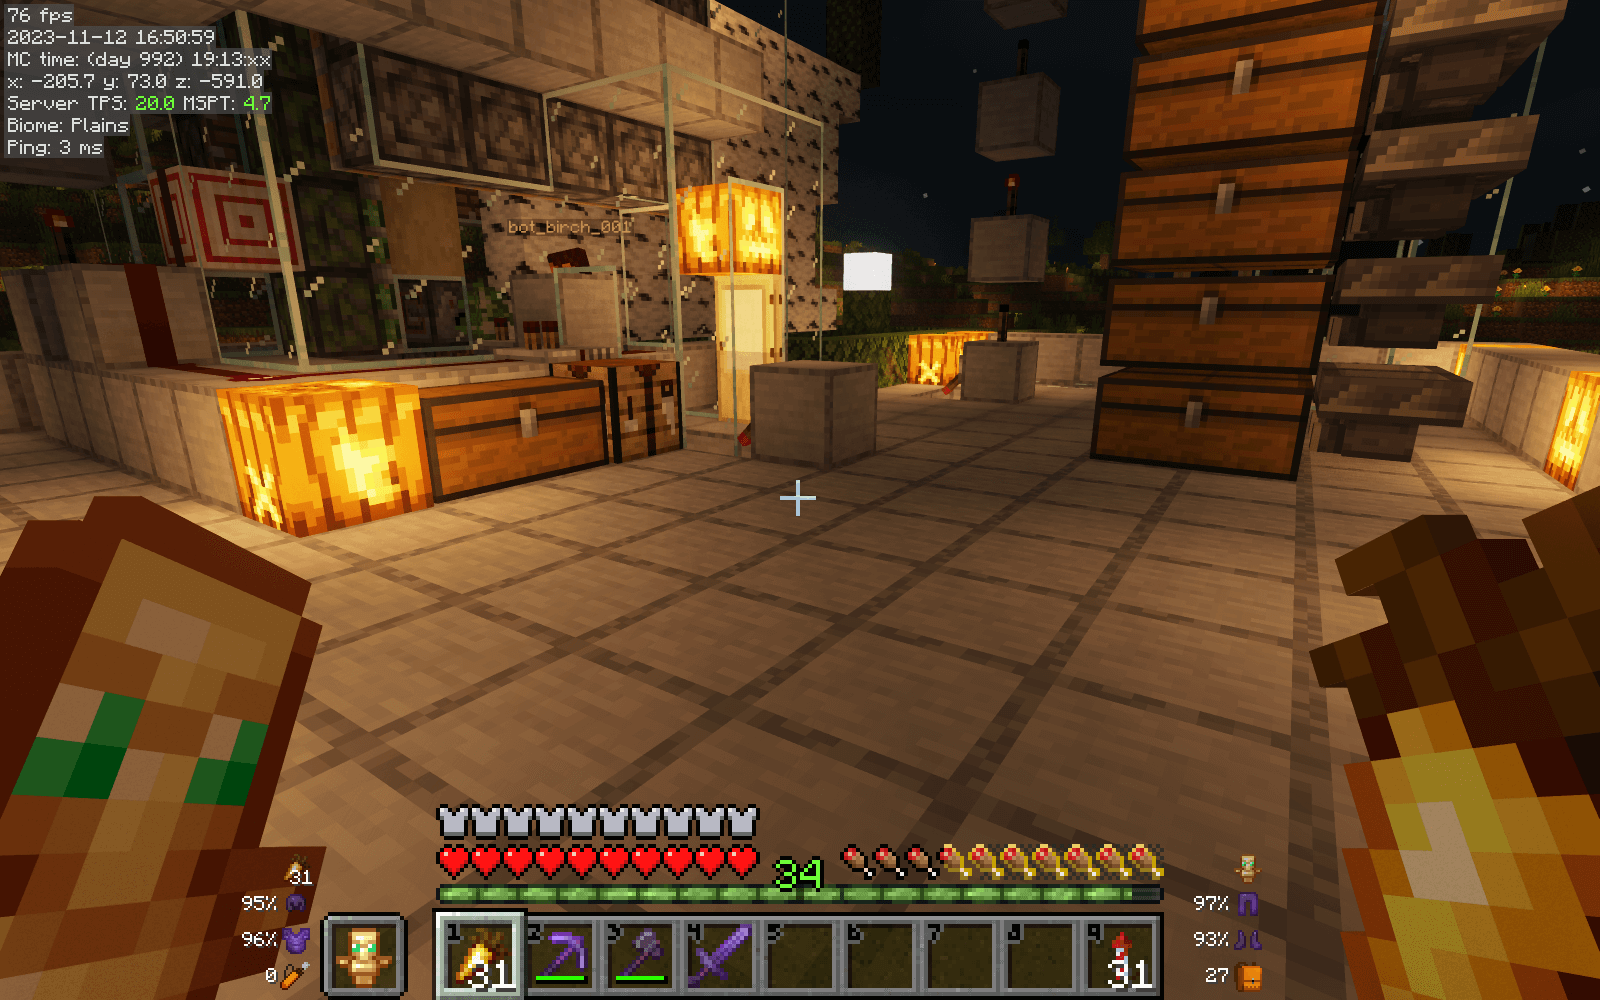 76 fps
2023-11-12 16:50:59
MC time: (day 992) 19:13:xx
x: -205.7 y: 73.0 z: -591.0
Server TPS: 20.0 MSPT: 4.7
Biome: Plains
Ping: 3 ms
bot_birch_001
34
31
95%
96%
0
1
31
2
3
4
5
6
7
8
9
31
97%
93%
27